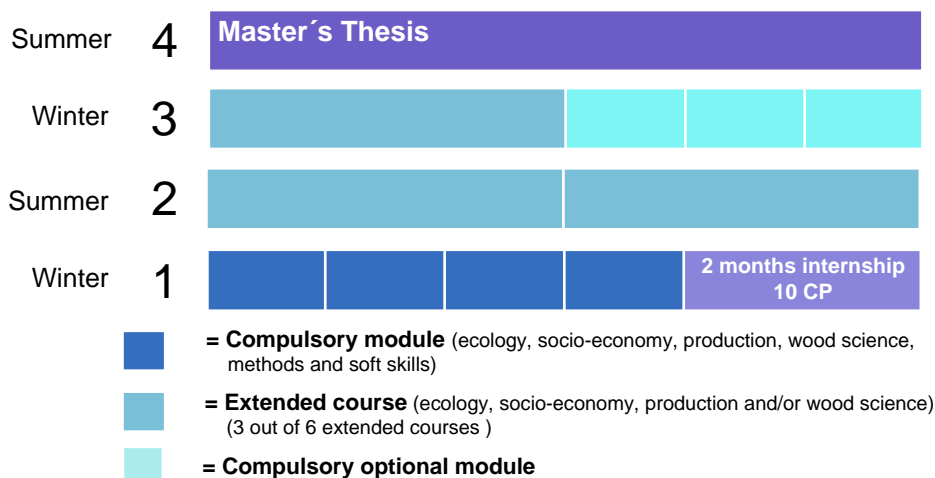 Summer 4 Master´s Thesis
Winter 3
Summer 2
Winter 1 2 months internship
10 CP
= Compulsory module (ecology, socio-economy, production, wood science,
methods and soft skills)
= Extended course (ecology, socio-economy, production and/or wood science)
(3 out of 6 extended courses )
= Compulsory optional module